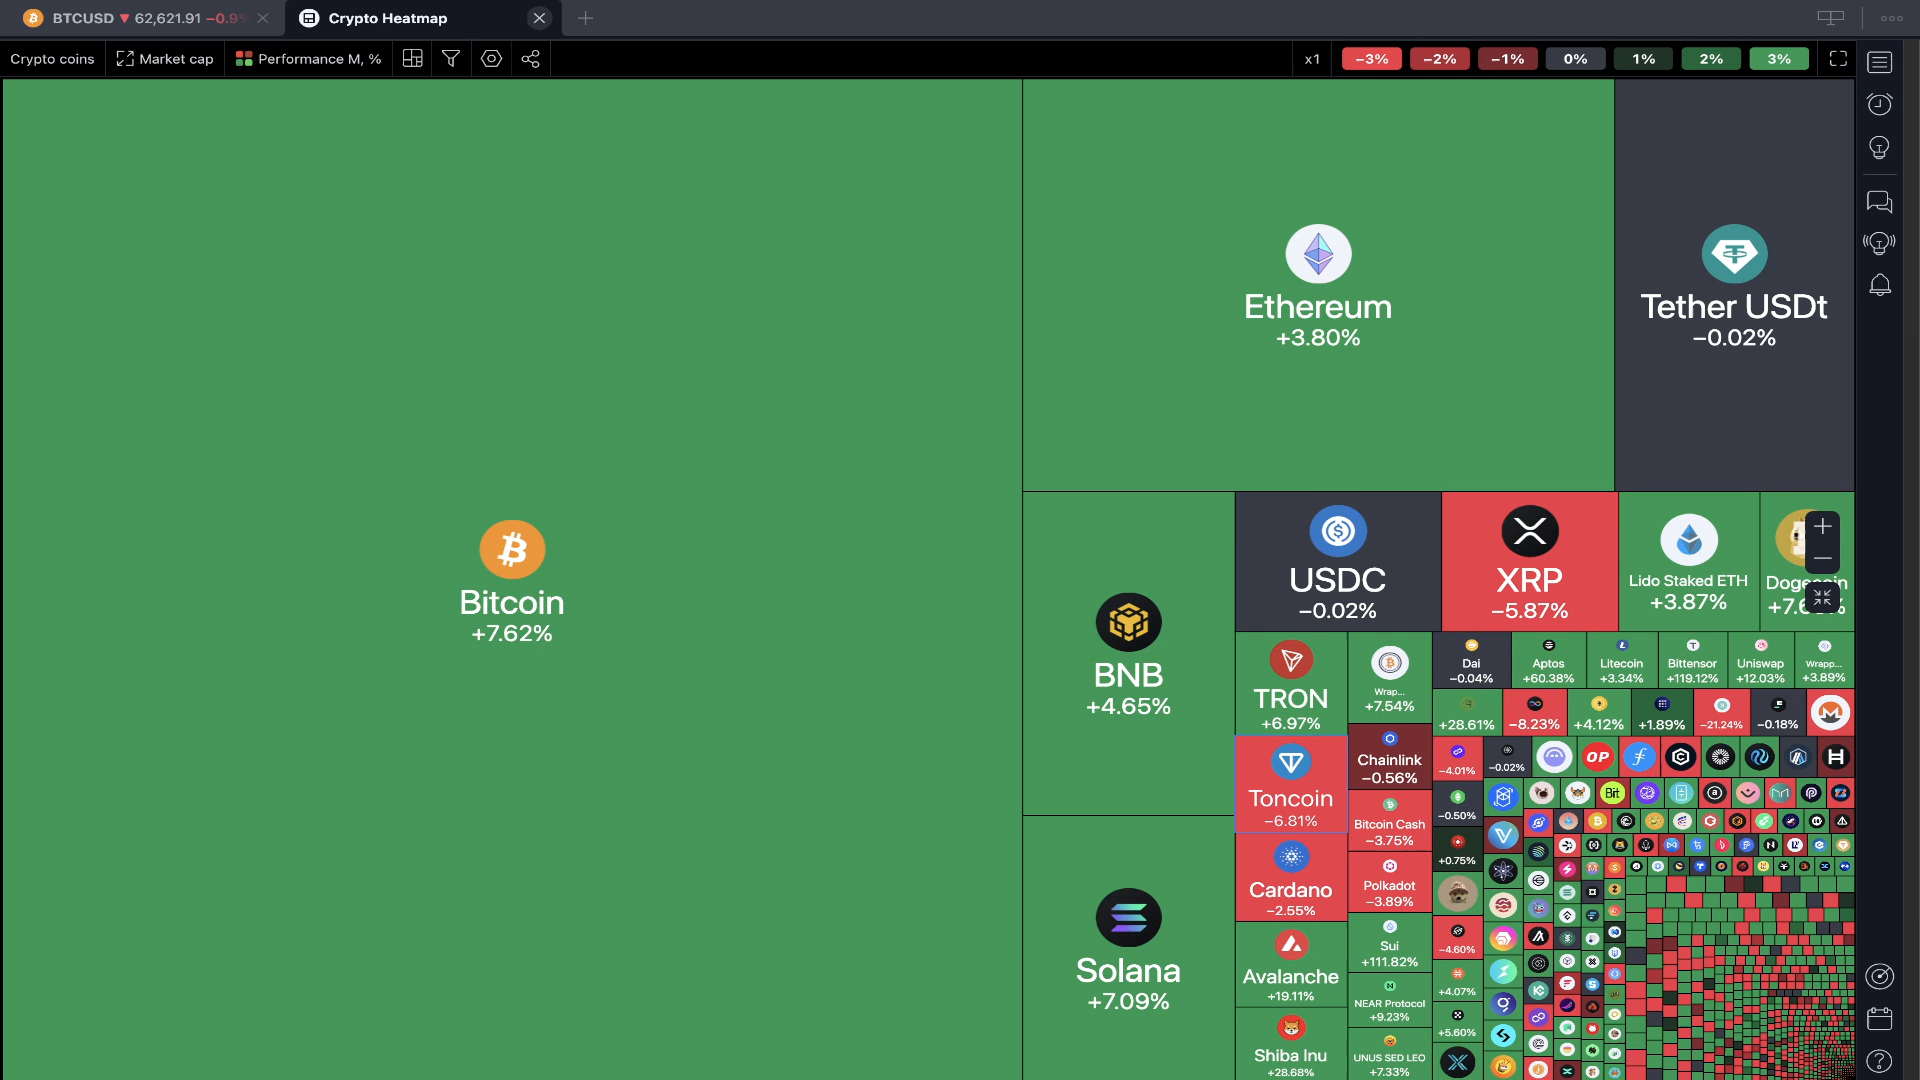 BTCUSD ▼ 62,621.91 −0.9
Crypto Heatmap
Crypto coins
Market cap
Performance M, %
x1
−3%
−2%
−1%
0%
1%
2%
3%
Bitcoin
+7.62%
Ethereum
+3.80%
Tether USDt
−0.02%
BNB
+4.65%
Solana
+7.09%
USDC
−0.02%
XRP
−5.87%
Lido Staked ETH
+3.87%
TRON
+6.97%
Wrap...
+7.54%
Dai
−0.04%
Aptos
+60.38%
Litecoin
+3.34%
Bittensor
+119.12%
Uniswap
+12.03%
Wrapp...
+3.89%
+28.61%
−8.23%
+4.12%
+1.89%
−21.24%
−0.18%
Toncoin
−6.81%
Chainlink
−0.56%
−4.01%
−0.02%
OP
Cardano
−2.55%
Bitcoin Cash
−3.75%
−0.50%
Bit
Polkadot
−3.89%
+0.75%
Avalanche
+19.11%
Sui
+111.82%
−4.60%
NEAR Protocol
+9.23%
+4.07%
Shiba Inu
+28.68%
UNUS SED LEO
+7.33%
+5.60%